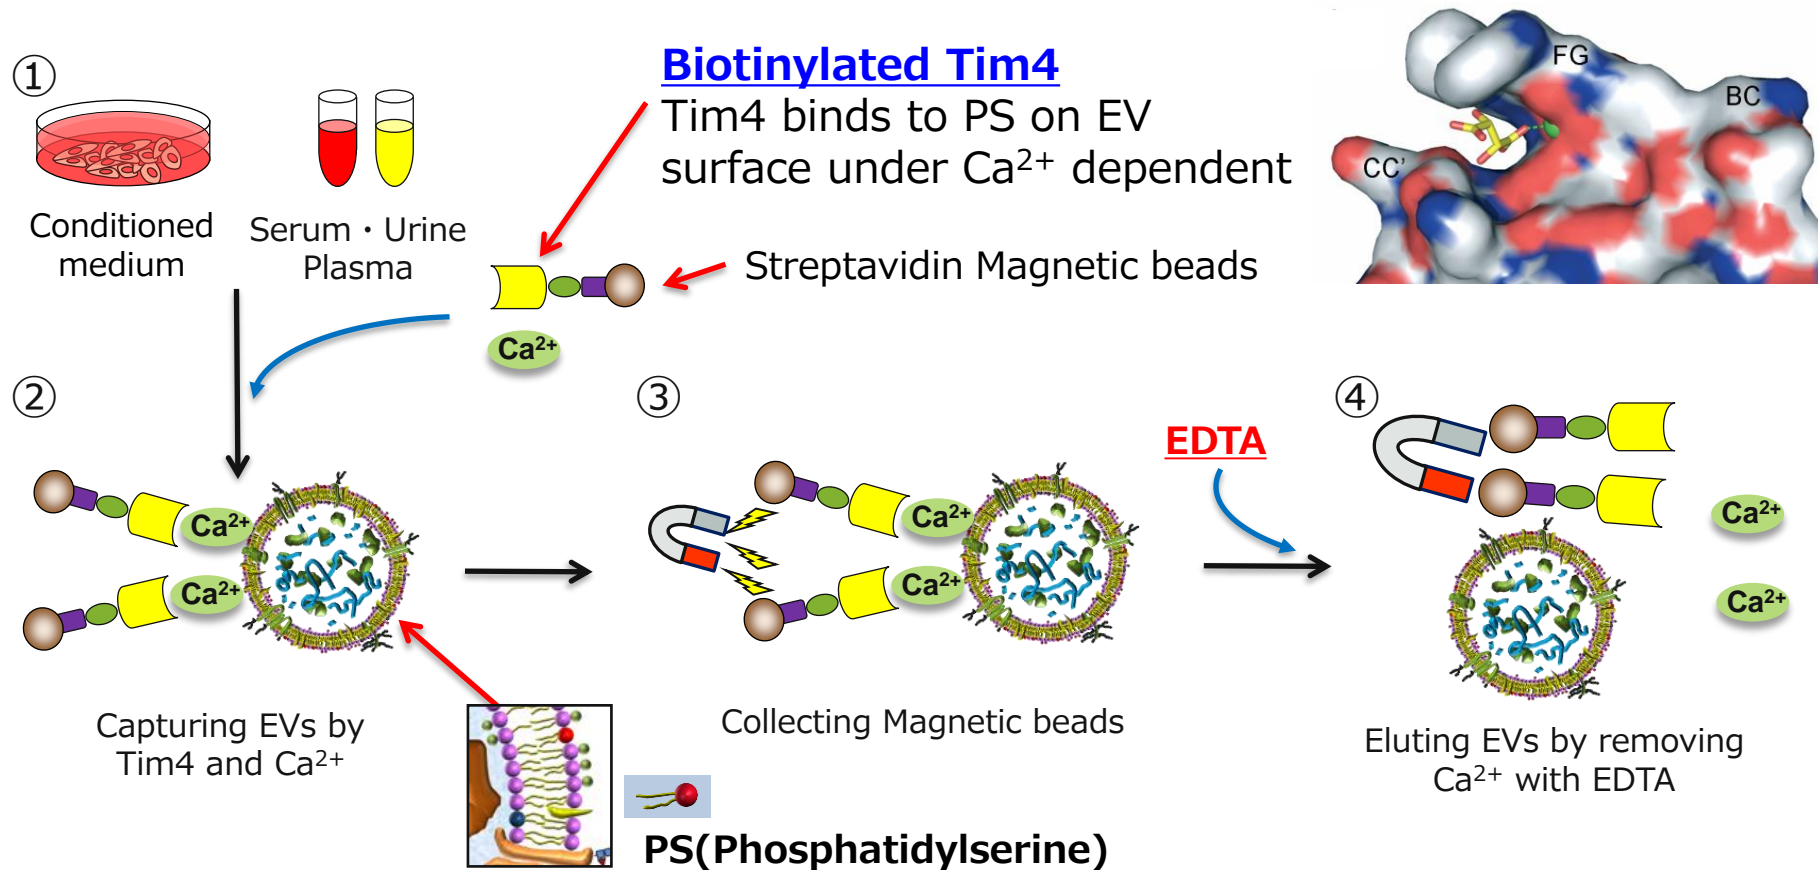 ①
Conditioned
medium
Serum・Urine
Plasma
Biotinylated Tim4
Tim4 binds to PS on EV
surface under Ca²⁺ dependent
Streptavidin Magnetic beads
Ca²⁺
FG
BC
CC'
②
Ca²⁺
Ca²⁺
Capturing EVs by
Tim4 and Ca²⁺
PS(Phosphatidylserine)
③
Ca²⁺
Ca²⁺
Collecting Magnetic beads
EDTA
④
Ca²⁺
Ca²⁺
Eluting EVs by removing
Ca²⁺ with EDTA